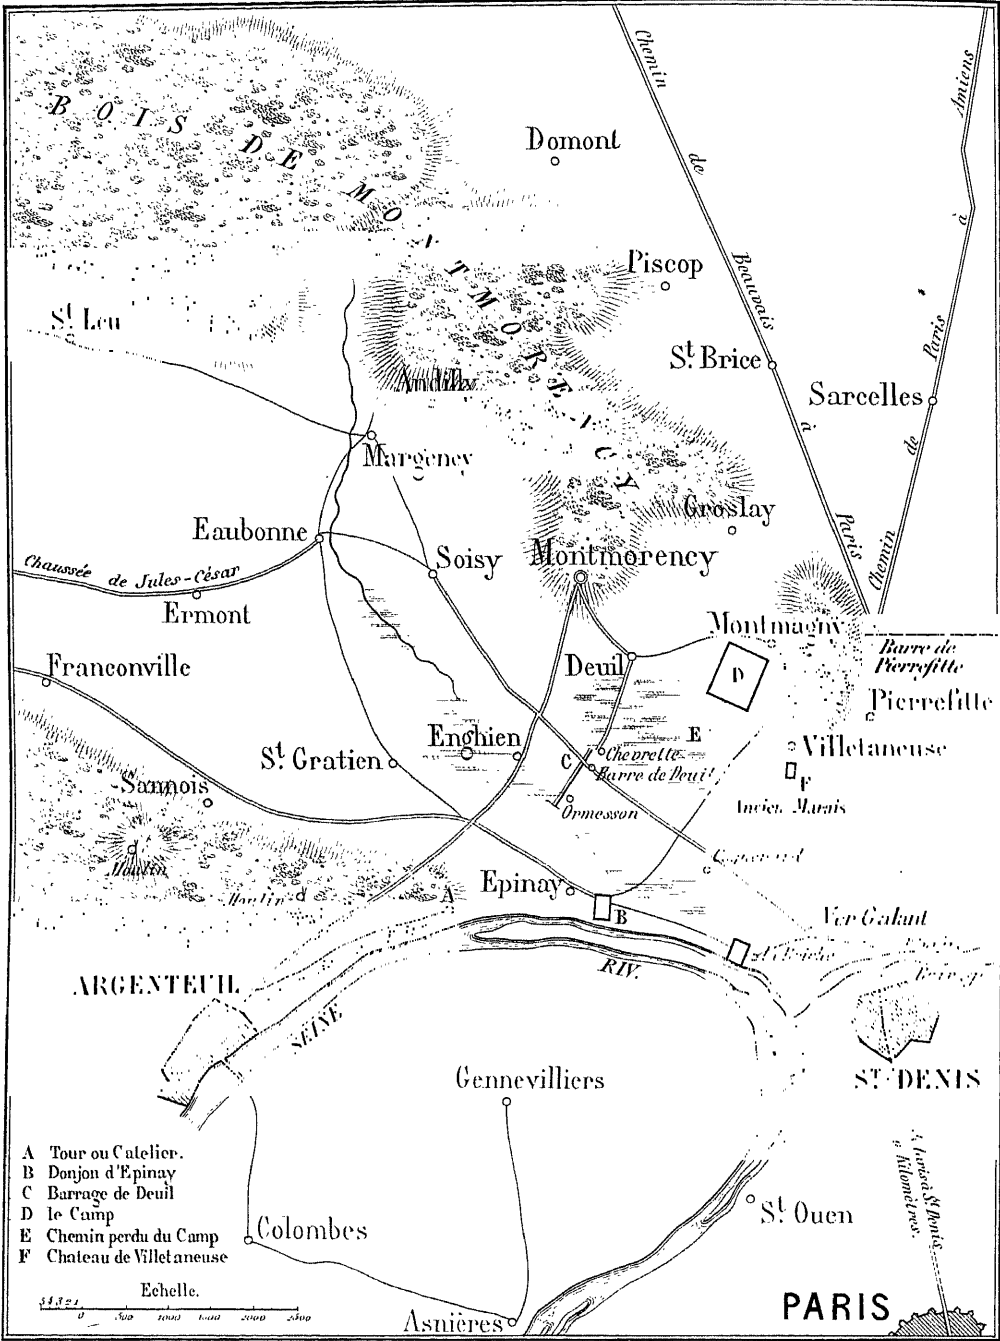 BOIS DE MONTMORENCY
Domont
Chemin de Beauvais à Paris
Chemin de Paris à Amiens
Piscop
St. Leu
St. Brice
Sarcelles
Andilly
Margency
Groslay
Eaubonne
Soisy
Montmorency
Chaussée de Jules-César
Ermont
Montmagny
Barre de
Pierrefitte
Franconville
Deuil
D
Pierrefitte
Enghien
E
Villetaneuse
St. Gratien
C
Chevrette
Barre de Deuil
F
Sannois
Ormesson
Ancien Marais
Moulin
Moulin
A
Epinay
B
Ver Galant
RIV.
ARGENTEUIL
SEINE
Gennevilliers
ST. DENIS
A Tour ou Catelier.
B Donjon d'Epinay
C Barrage de Deuil
D le Camp
E Chemin perdu du Camp
F Chateau de Villetaneuse
Colombes
St. Ouen
Paris à St. Denis
Kilomètres.
Echelle.
0 500 1000 1500 2000 2500
Asnières
PARIS